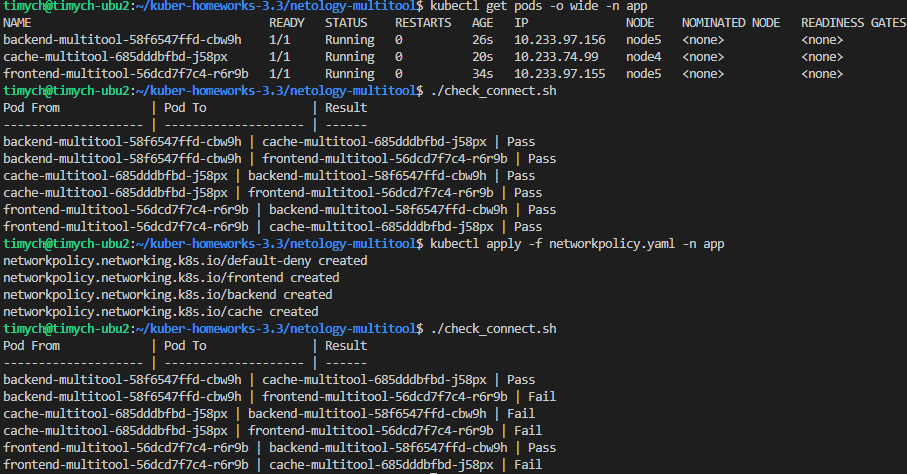 timych@timych-ubu2:~/kuber-homeworks-3.3/netology-multitool$ kubectl get pods -o wide -n app
NAME READY STATUS RESTARTS AGE IP NODE NOMINATED NODE READINESS GATES
backend-multitool-58f6547ffd-cbw9h 1/1 Running 0 26s 10.233.97.156 node5 <none> <none>
cache-multitool-685dddbfbd-j58px 1/1 Running 0 20s 10.233.74.99 node4 <none> <none>
frontend-multitool-56dcd7f7c4-r6r9b 1/1 Running 0 34s 10.233.97.155 node5 <none> <none>
timych@timych-ubu2:~/kuber-homeworks-3.3/netology-multitool$ ./check_connect.sh
Pod From | Pod To | Result
-------------------- | -------------------- | ------
backend-multitool-58f6547ffd-cbw9h | cache-multitool-685dddbfbd-j58px | Pass
backend-multitool-58f6547ffd-cbw9h | frontend-multitool-56dcd7f7c4-r6r9b | Pass
cache-multitool-685dddbfbd-j58px | backend-multitool-58f6547ffd-cbw9h | Pass
cache-multitool-685dddbfbd-j58px | frontend-multitool-56dcd7f7c4-r6r9b | Pass
frontend-multitool-56dcd7f7c4-r6r9b | backend-multitool-58f6547ffd-cbw9h | Pass
frontend-multitool-56dcd7f7c4-r6r9b | cache-multitool-685dddbfbd-j58px | Pass
timych@timych-ubu2:~/kuber-homeworks-3.3/netology-multitool$ kubectl apply -f networkpolicy.yaml -n app
networkpolicy.networking.k8s.io/default-deny created
networkpolicy.networking.k8s.io/frontend created
networkpolicy.networking.k8s.io/backend created
networkpolicy.networking.k8s.io/cache created
timych@timych-ubu2:~/kuber-homeworks-3.3/netology-multitool$ ./check_connect.sh
Pod From | Pod To | Result
-------------------- | -------------------- | ------
backend-multitool-58f6547ffd-cbw9h | cache-multitool-685dddbfbd-j58px | Pass
backend-multitool-58f6547ffd-cbw9h | frontend-multitool-56dcd7f7c4-r6r9b | Fail
cache-multitool-685dddbfbd-j58px | backend-multitool-58f6547ffd-cbw9h | Fail
cache-multitool-685dddbfbd-j58px | frontend-multitool-56dcd7f7c4-r6r9b | Fail
frontend-multitool-56dcd7f7c4-r6r9b | backend-multitool-58f6547ffd-cbw9h | Pass
frontend-multitool-56dcd7f7c4-r6r9b | cache-multitool-685dddbfbd-j58px | Fail